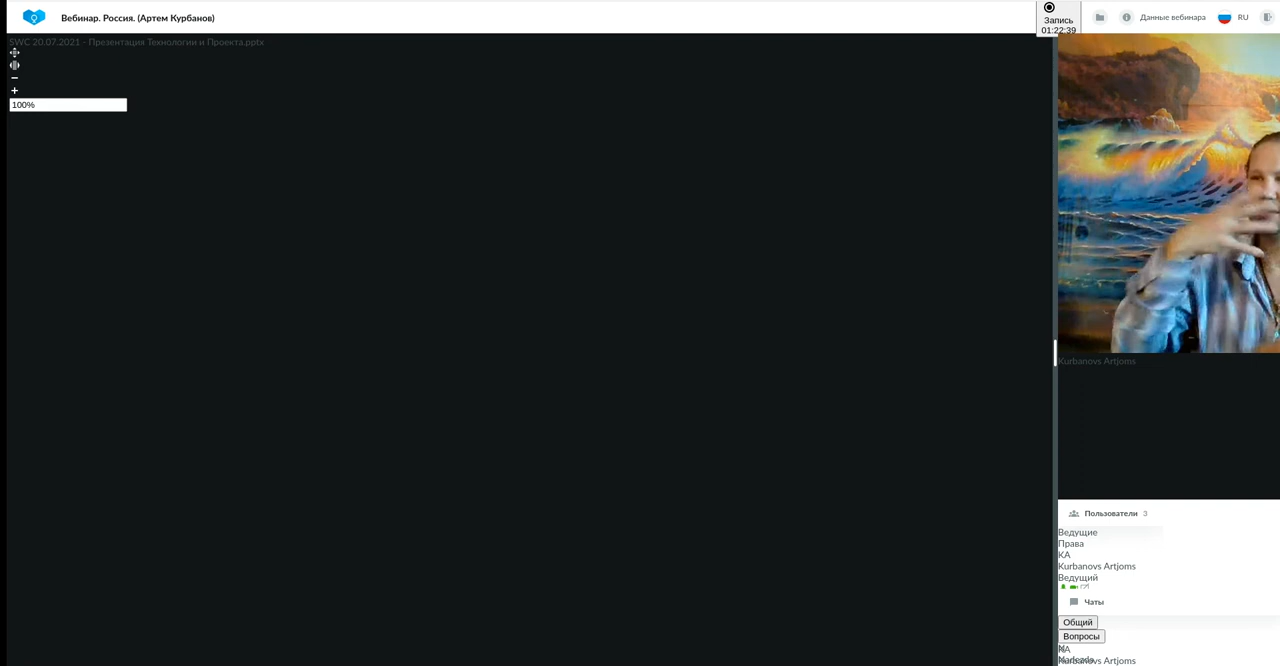 Вебинар. Россия. (Артем Курбанов)
Запись
01:22:39
Данные вебинара
RU
SWC 20.07.2021 - Презентация Технологии и Проекта.pptx
100%
Kurbanovs Artjoms
Пользователи 3
Ведущие
Права
KA
Kurbanovs Artjoms
Ведущий
Чаты
Общий
Вопросы
KA
Kurbanovs Artjoms